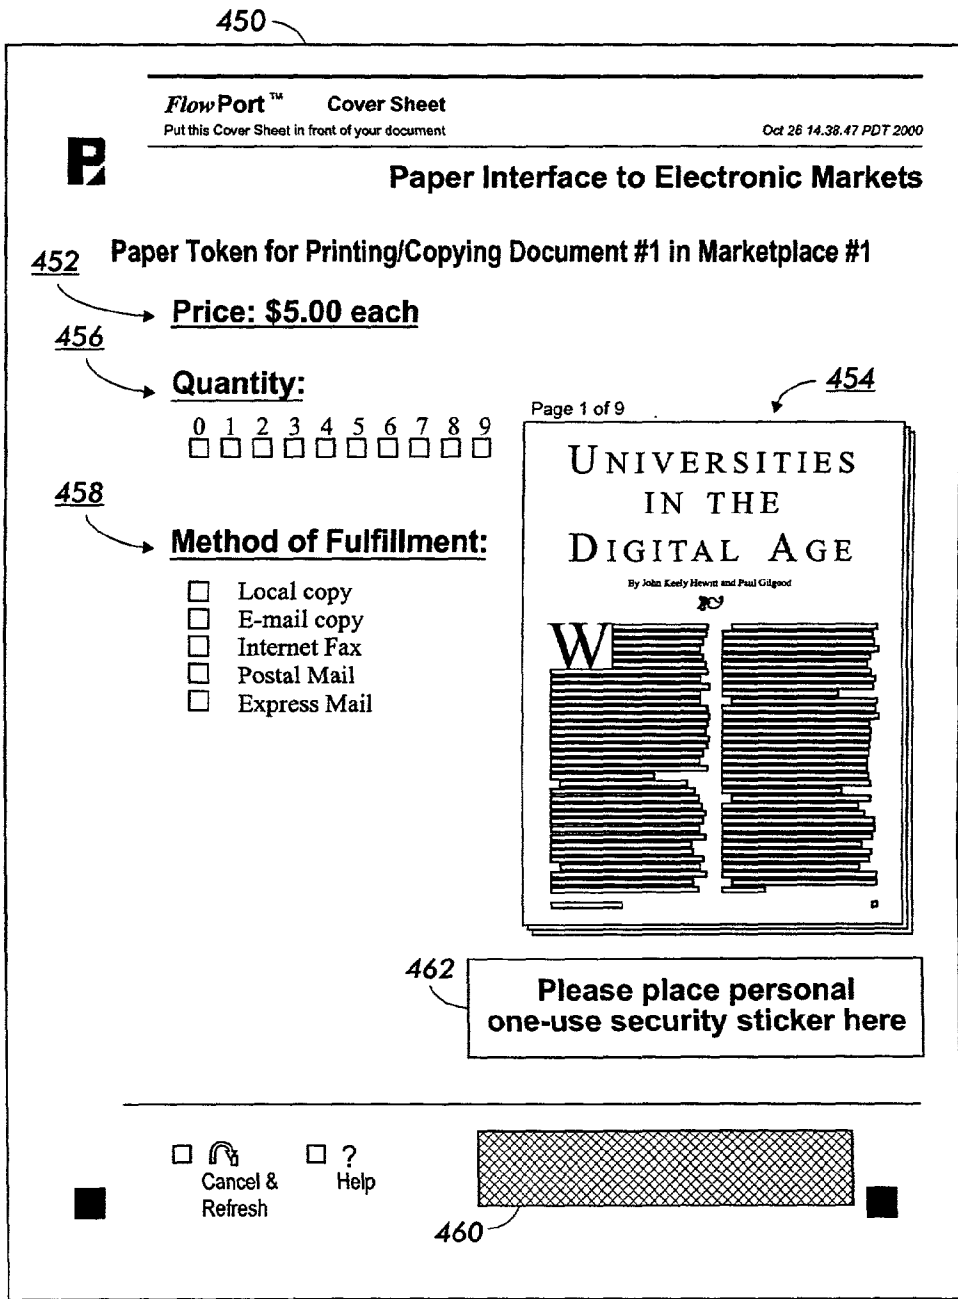 450
FlowPort™ Cover Sheet
Put this Cover Sheet in front of your document Oct 26 14.38.47 PDT 2000
P
Paper Interface to Electronic Markets
Paper Token for Printing/Copying Document #1 in Marketplace #1
452
Price: $5.00 each
456
Quantity:
0 1 2 3 4 5 6 7 8 9
454
Page 1 of 9
UNIVERSITIES
IN THE
DIGITAL AGE
By John Keely Hewitt and Paul Gilgood
W
458
Method of Fulfillment:
Local copy
E-mail copy
Internet Fax
Postal Mail
Express Mail
462
Please place personal
one-use security sticker here
? 
Cancel & Help
Refresh
460